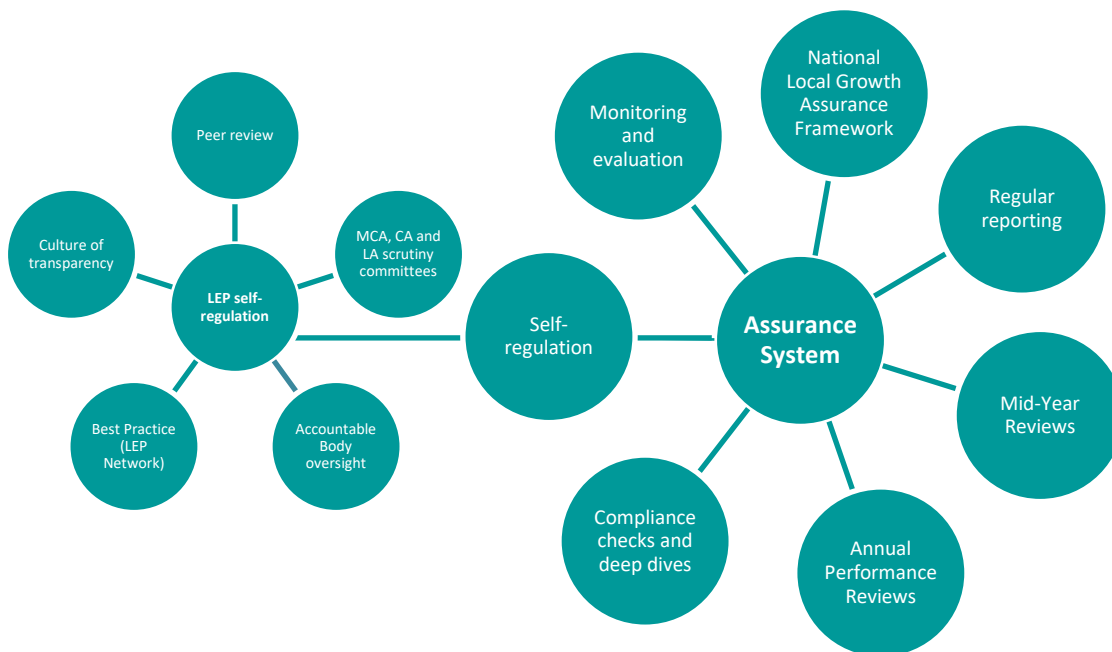 Peer review
Culture of
transparency
MCA, CA and
LA scrutiny
committees
LEP self-
regulation
Best Practice
(LEP
Network)
Accountable
Body
oversight
Self-
regulation
Monitoring
and
evaluation
National
Local Growth
Assurance
Framework
Regular
reporting
Assurance
System
Mid-Year
Reviews
Compliance
checks and
deep dives
Annual
Performance
Reviews